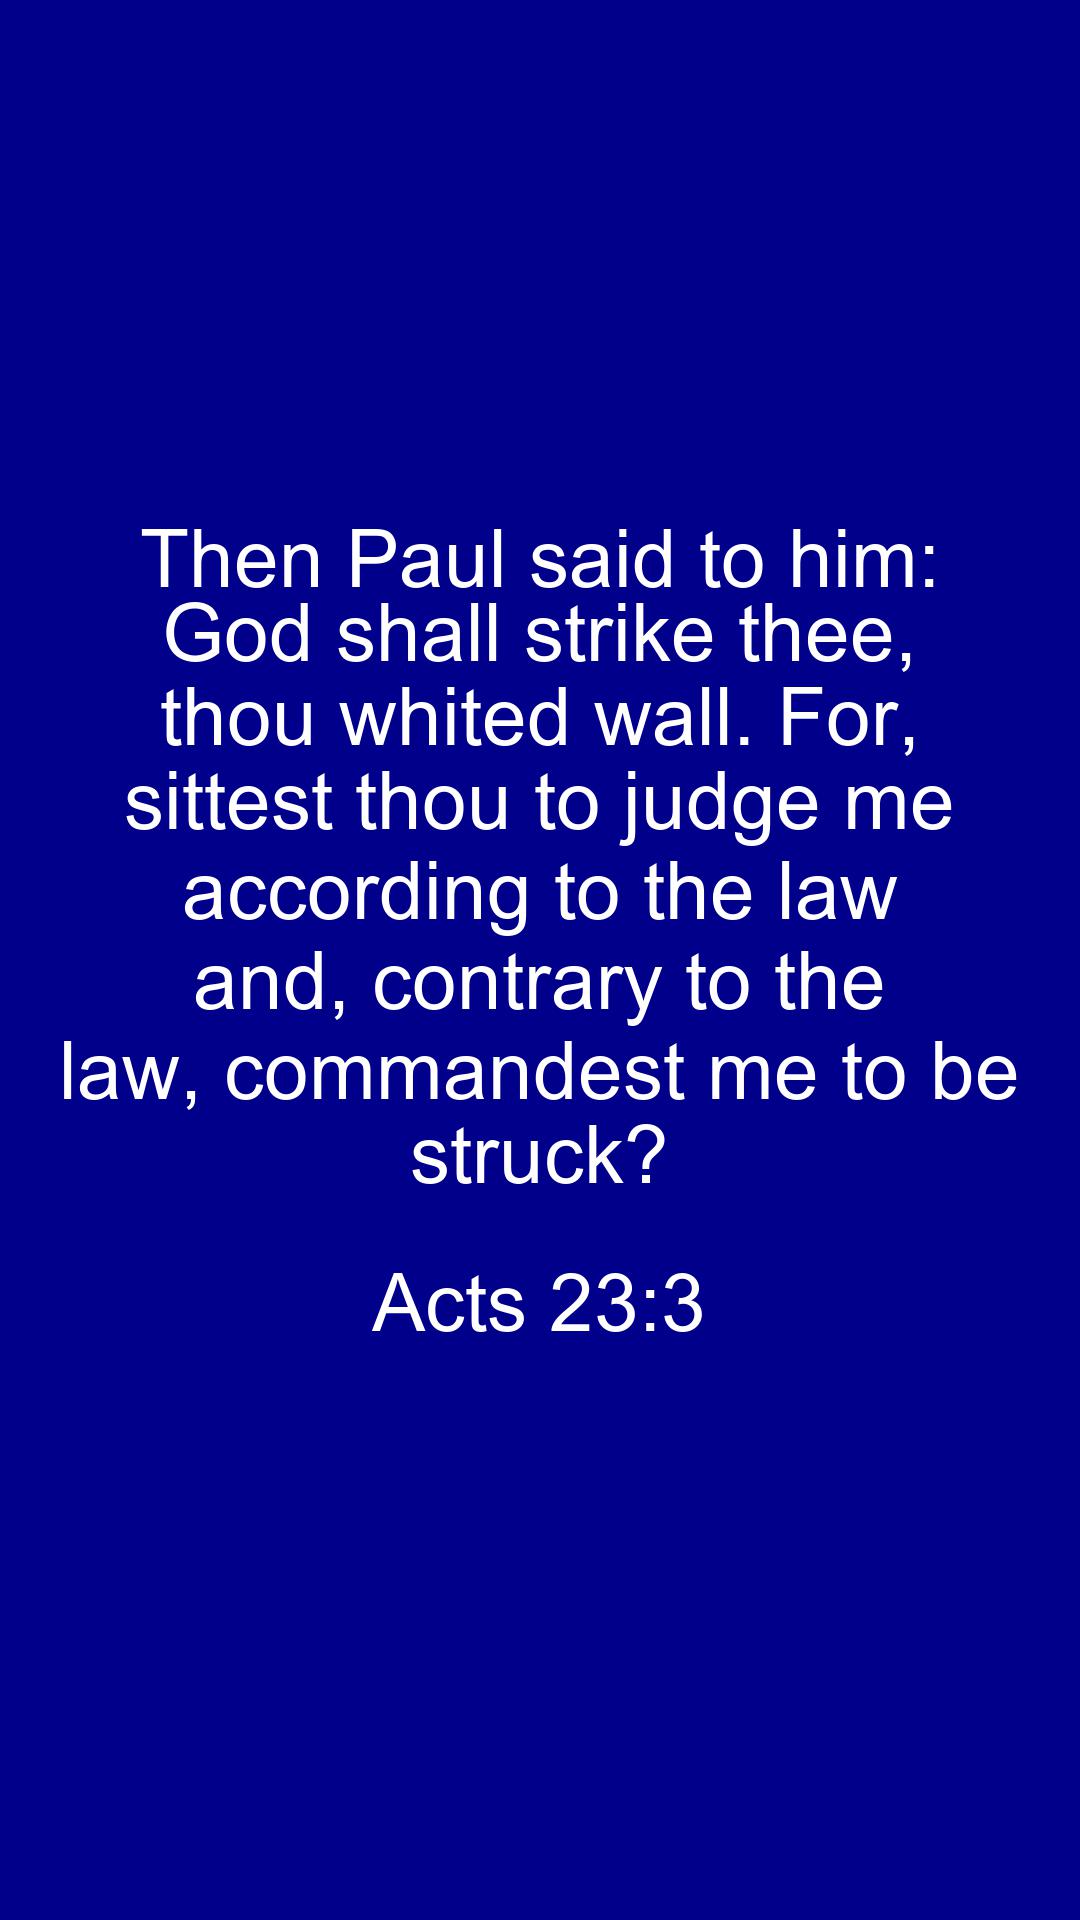 Then Paul said to him:
God shall strike thee,
thou whited wall. For,
sittest thou to judge me
according to the law
and, contrary to the
law, commandest me to be
struck?
Acts 23:3